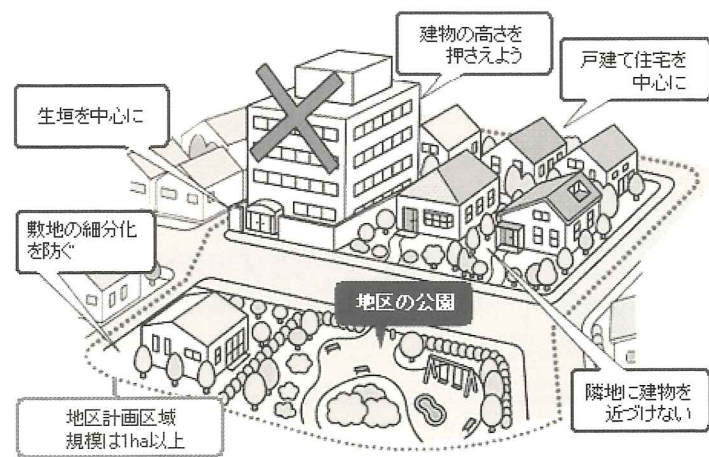 建物の高さを
押さえよう
戸建て住宅を
中心に
生垣を中心に
敷地の細分化
を防ぐ
地区の公園
隣地に建物を
近づけない
地区計画区域
規模は1ha以上